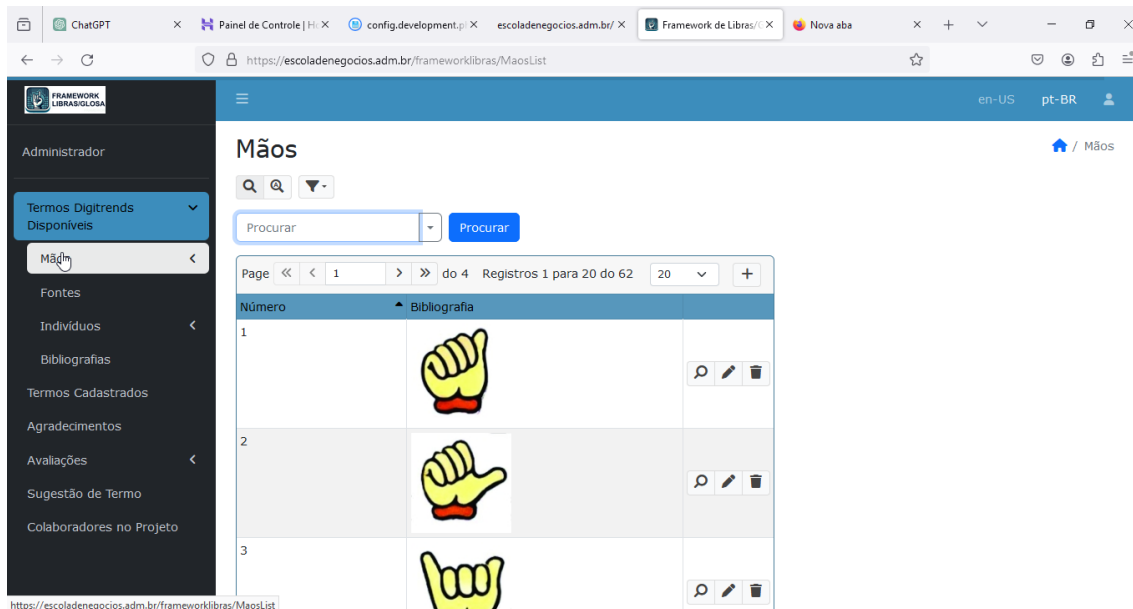 ChatGPT
Painel de Controle | Ho
config.development.p
escoladenegocios.adm.br/
Framework de Libras/G
Nova aba
https://escoladenegocios.adm.br/frameworklibras/MaosList
FRAMEWORK
LIBRAS/GLOSA
en-US pt-BR
Administrador
Mãos
/ Mãos
Termos Digitrends
Disponíveis
Procurar Procurar
Fontes
Page 1 do 4 Registros 1 para 20 do 62 20
Indivíduos
Número Bibliografia
Bibliografias
1
Termos Cadastrados
Agradecimentos
2
Avaliações
Sugestão de Termo
Colaboradores no Projeto
3
https://escoladenegocios.adm.br/frameworklibras/MaosList